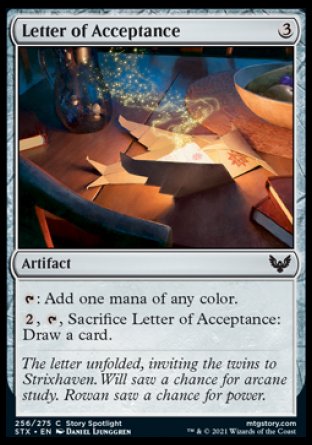 Letter of Acceptance 3
Artifact
: Add one mana of any color.
2, , Sacrifice Letter of Acceptance:
Draw a card.
The letter unfolded, inviting the twins to
Strixhaven. Will saw a chance for arcane
study. Rowan saw a chance for power.
256/275 C Story Spotlight mtgstory.com
STX • EN Daniel Ljunggren ™ & © 2021 Wizards of the Coast